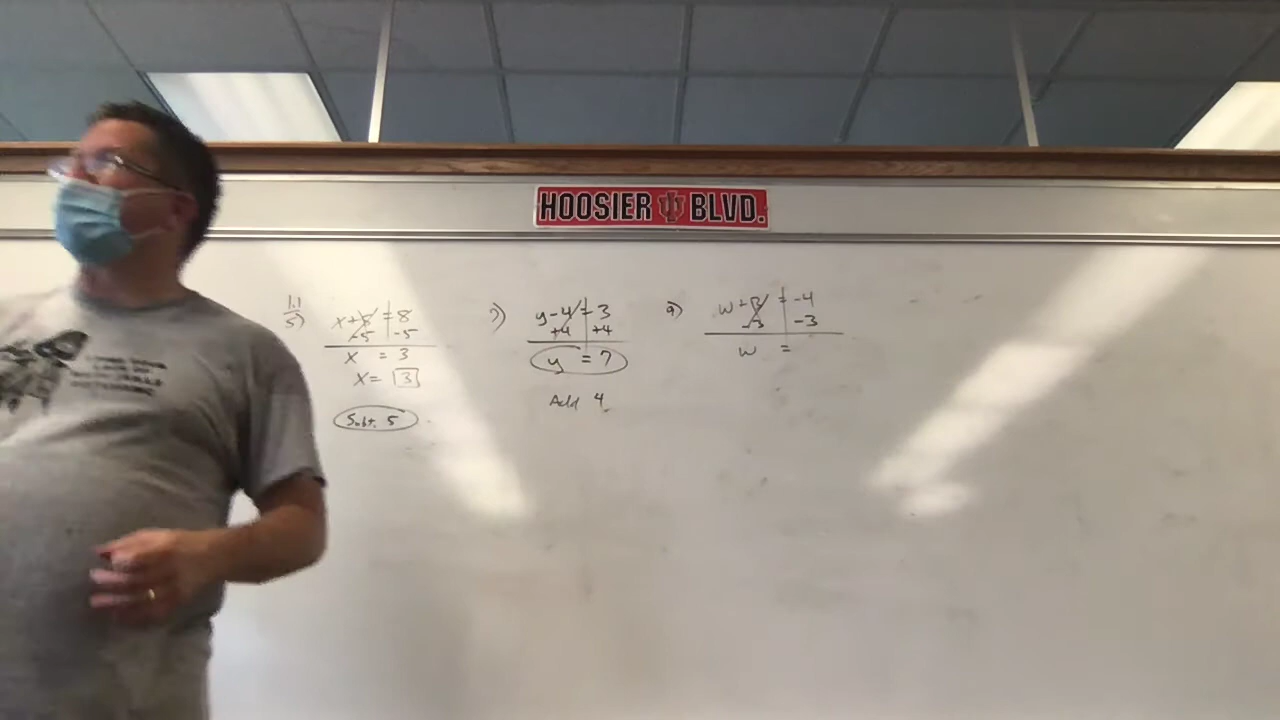 HOOSIER BLVD.
1.1
5) x+5=8
-5 -5
x = 3
x= 3
Subt. 5
7) y-4=3
+4 +4
y = 7
Add 4
9) w+3=-4
-3 -3
w =